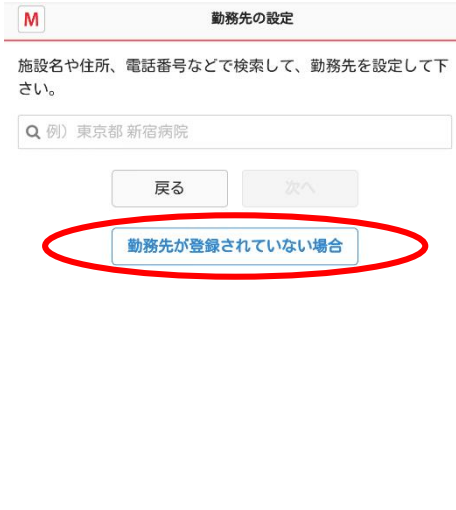 M
勤務先の設定
施設名や住所、電話番号などで検索して、勤務先を設定して下
さい。
例）東京都 新宿病院
戻る
次へ
勤務先が登録されていない場合